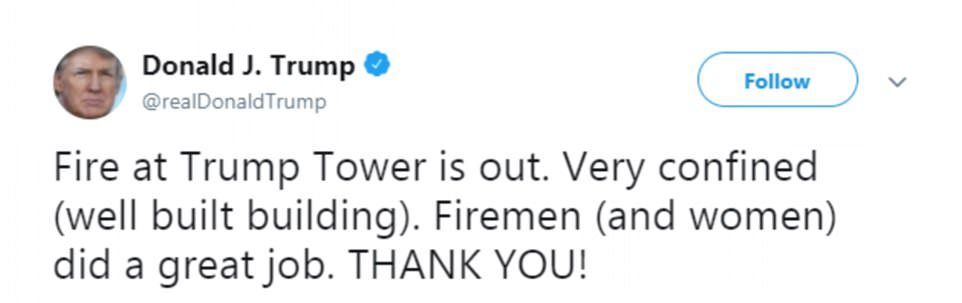 Donald J. Trump
@realDonaldTrump
Follow
Fire at Trump Tower is out. Very confined
(well built building). Firemen (and women)
did a great job. THANK YOU!